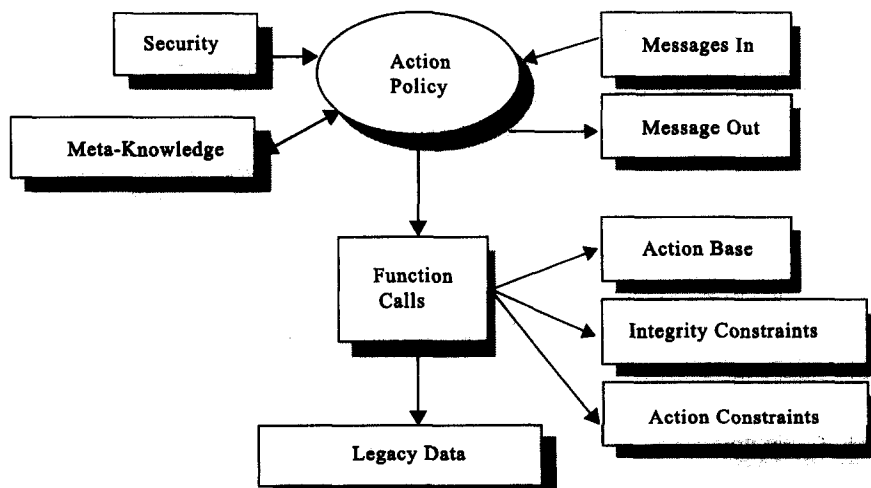 Security
Action
Policy
Messages In
Message Out
Meta-Knowledge
Function
Calls
Action Base
Integrity Constraints
Action Constraints
Legacy Data